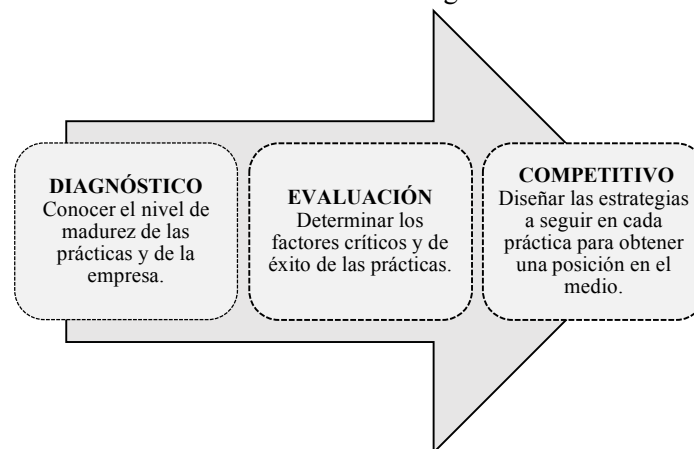 DIAGNÓSTICO
Conocer el nivel de
madurez de las
prácticas y de la
empresa.
EVALUACIÓN
Determinar los
factores críticos y de
éxito de las prácticas.
COMPETITIVO
Diseñar las estrategias
a seguir en cada
práctica para obtener
una posición en el
medio.